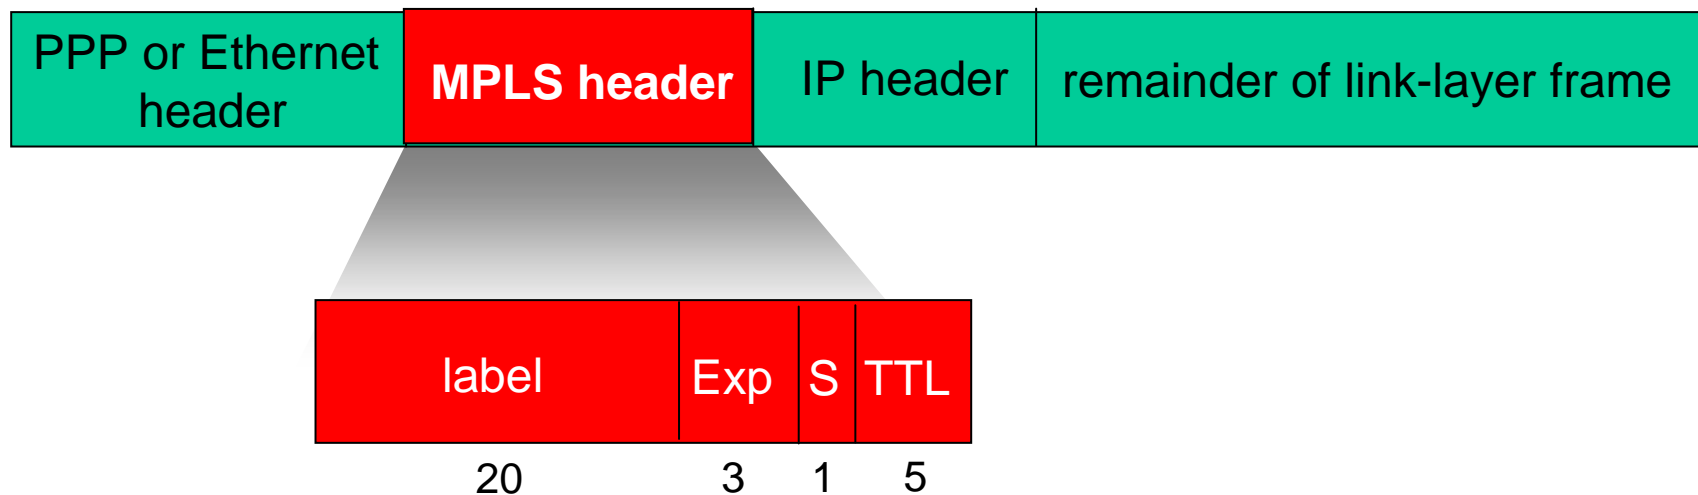 PPP or Ethernet
header
MPLS header
IP header
remainder of link-layer frame
label
Exp
S
TTL
20
3
1
5